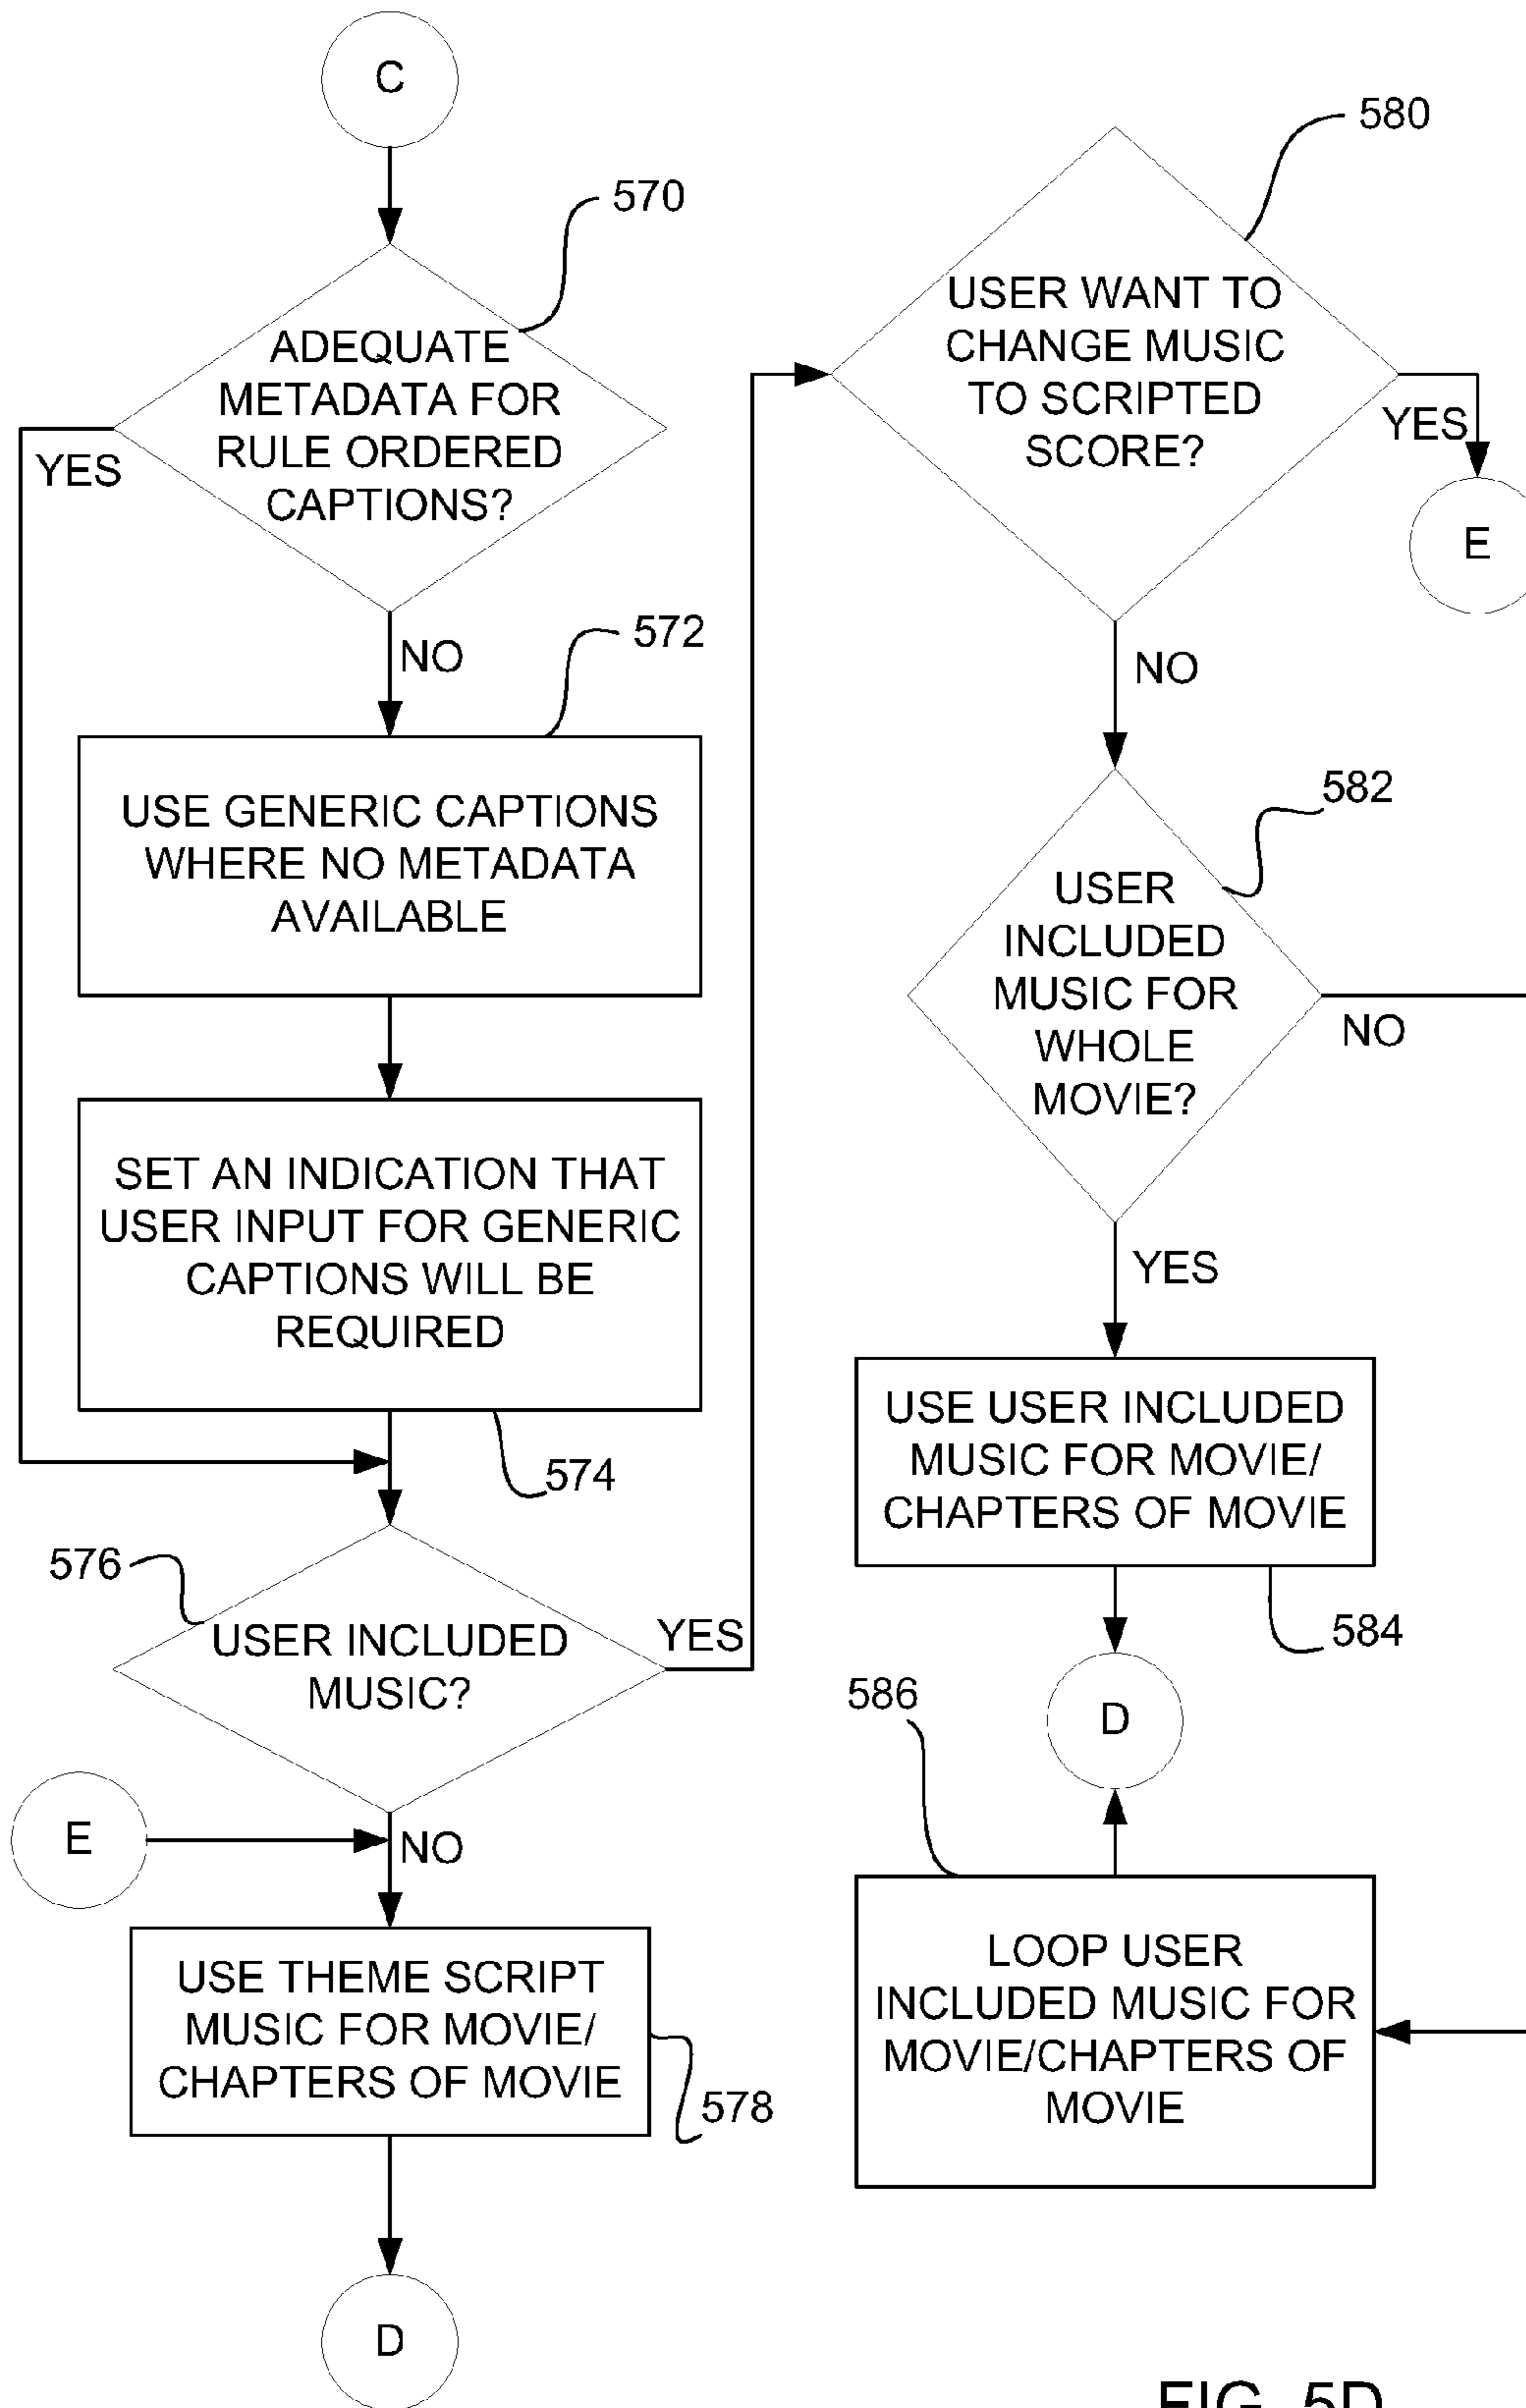 C
570
ADEQUATE
METADATA FOR
RULE ORDERED
CAPTIONS?
YES
NO
572
USE GENERIC CAPTIONS
WHERE NO METADATA
AVAILABLE
SET AN INDICATION THAT
USER INPUT FOR GENERIC
CAPTIONS WILL BE
REQUIRED
574
576
USER INCLUDED
MUSIC?
YES
E
NO
USE THEME SCRIPT
MUSIC FOR MOVIE/
CHAPTERS OF MOVIE
578
D
580
USER WANT TO
CHANGE MUSIC
TO SCRIPTED
SCORE?
YES
E
NO
582
USER
INCLUDED
MUSIC FOR
WHOLE
MOVIE?
NO
YES
USE USER INCLUDED
MUSIC FOR MOVIE/
CHAPTERS OF MOVIE
584
D
586
LOOP USER
INCLUDED MUSIC FOR
MOVIE/CHAPTERS OF
MOVIE
FIG. 5D